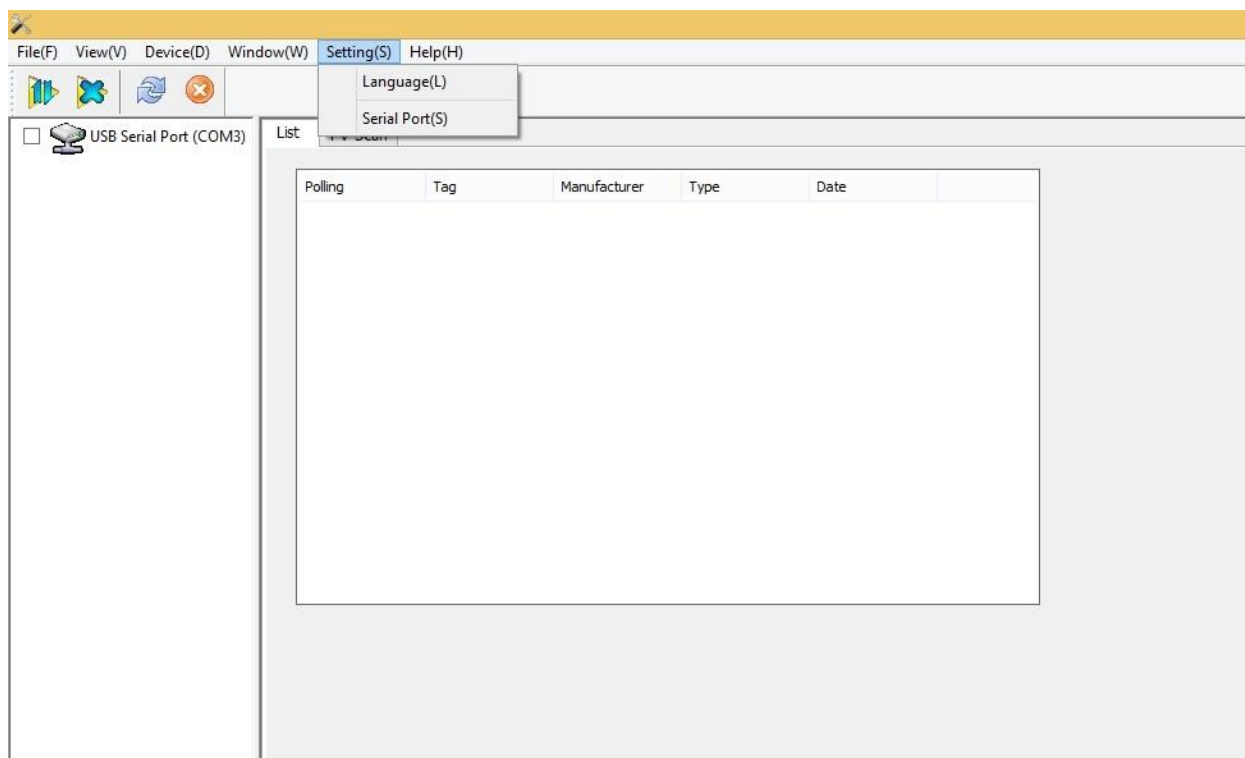 File(F) View(V) Device(D) Window(W) Setting(S) Help(H)
Language(L)
Serial Port(S)
USB Serial Port (COM3)
List
Polling Tag Manufacturer Type Date